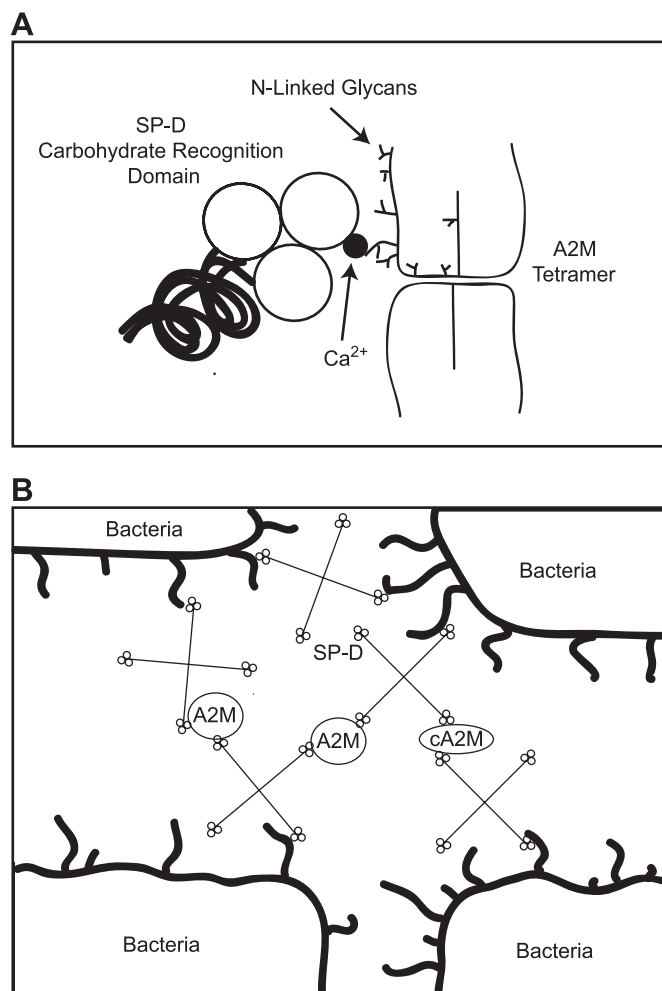 A
N-Linked Glycans
SP-D
Carbohydrate Recognition
Domain
A2M
Tetramer
Ca²⁺
B
Bacteria
Bacteria
SP-D
A2M
A2M
cA2M
Bacteria
Bacteria